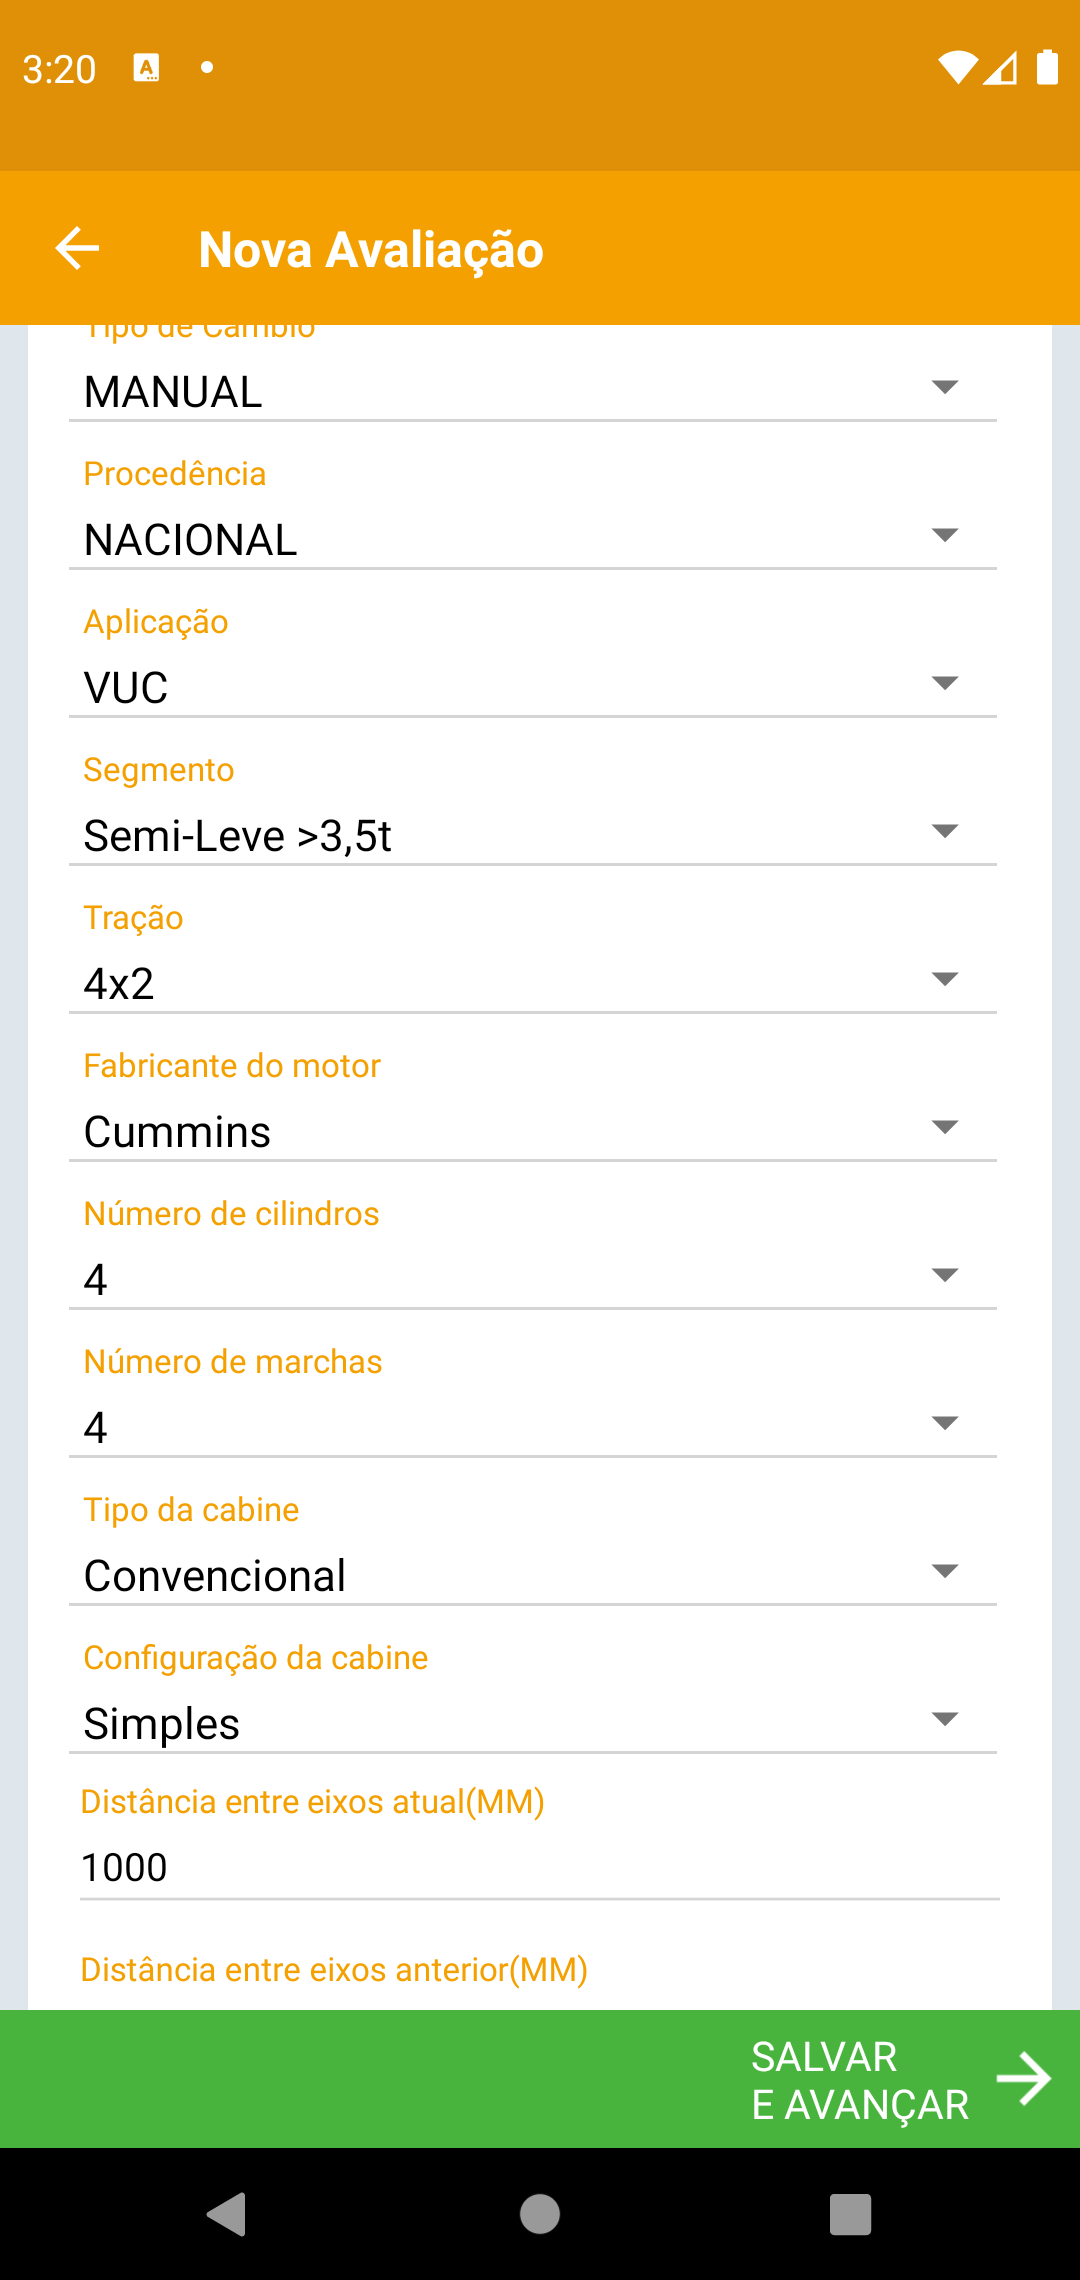 3:20
Nova Avaliação
Tipo de Câmbio
MANUAL
Procedência
NACIONAL
Aplicação
VUC
Segmento
Semi-Leve >3,5t
Tração
4x2
Fabricante do motor
Cummins
Número de cilindros
4
Número de marchas
4
Tipo da cabine
Convencional
Configuração da cabine
Simples
Distância entre eixos atual(MM)
1000
Distância entre eixos anterior(MM)
SALVAR
E AVANÇAR